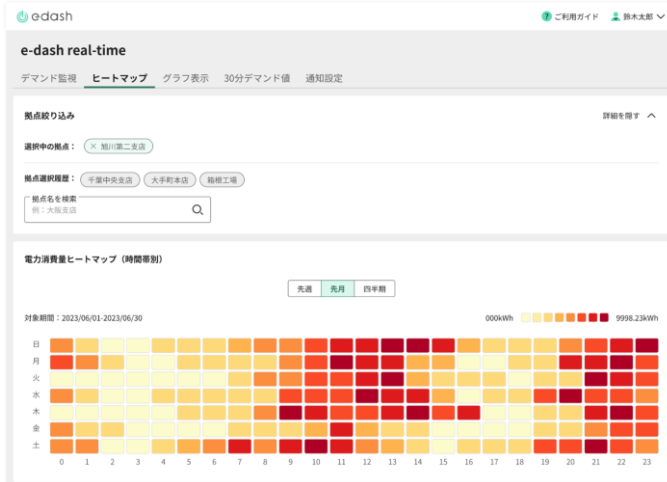 edash
? ご利用ガイド 鈴木太郎
e-dash real-time
デマンド監視 ヒートマップ グラフ表示 30分デマンド値 通知設定
拠点絞り込み 詳細を隠す
選択中の拠点： × 旭川第二支店
拠点選択履歴： 千葉中央支店 大手町本店 箱根工場
拠点名を検索
例：大阪支店
電力消費量ヒートマップ（時間帯別）
先週 先月 四半期
対象期間：2023/06/01-2023/06/30 000kWh 9998.23kWh
日
月
火
水
木
金
土
0 1 2 3 4 5 6 7 8 9 10 11 12 13 14 15 16 17 18 19 20 21 22 23